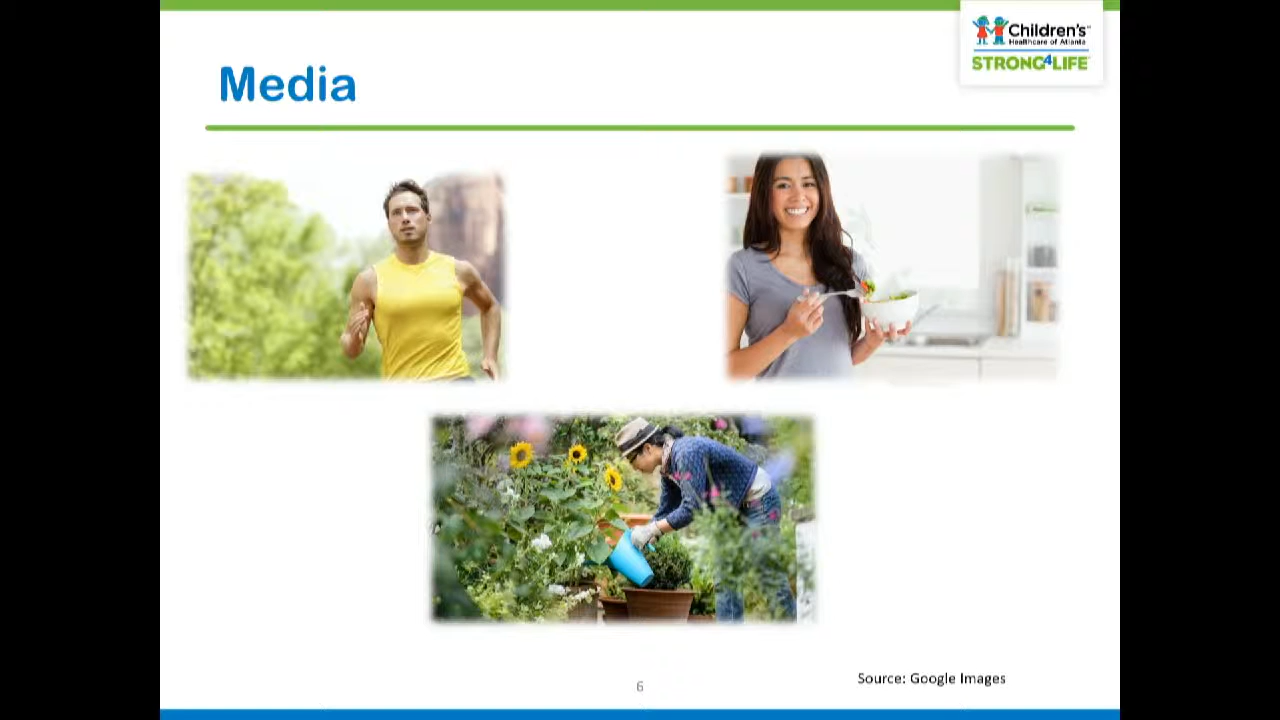 Children's
Healthcare of Atlanta
STRONG4LIFE
Media
Source: Google Images
6